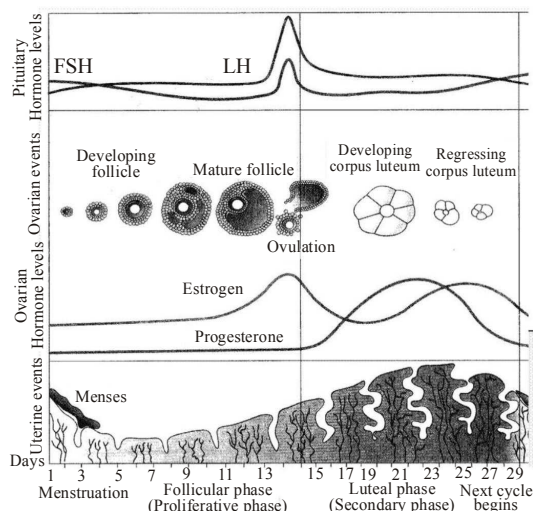 Pituitary
Hormone levels
FSH
LH
Ovarian events
Developing
follicle
Mature follicle
Ovulation
Developing
corpus luteum
Regressing
corpus luteum
Ovarian
Hormone levels
Estrogen
Progesterone
Uterine events
Menses
Days
1 3 5 7 9 11 13 15 17 19 21 23 25 27 29
Menstruation
Follicular phase
(Proliferative phase)
Luteal phase
(Secondary phase)
Next cycle
begins